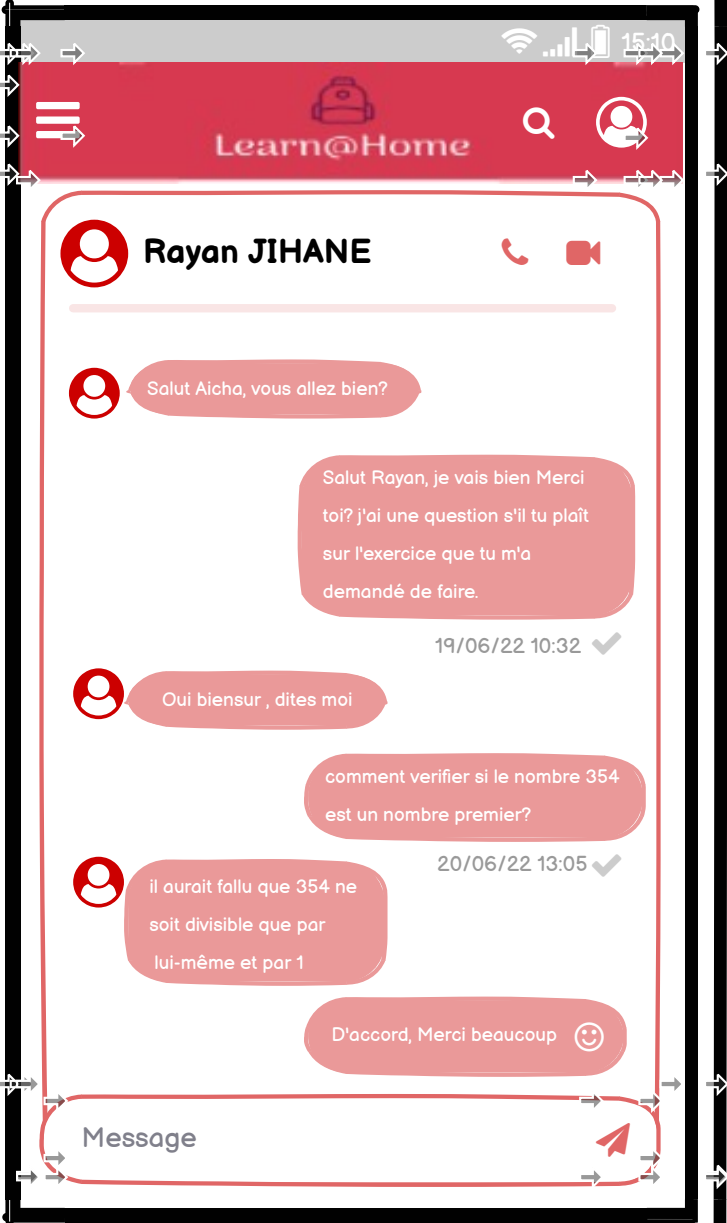 15:10
Learn@Home
Rayan JIHANE
Salut Aicha, vous allez bien?
Salut Rayan, je vais bien Merci
toi? j'ai une question s'il tu plaît
sur l'exercice que tu m'a
demandé de faire.
19/06/22 10:32
Oui biensur , dites moi
comment verifier si le nombre 354
est un nombre premier?
20/06/22 13:05
il aurait fallu que 354 ne
soit divisible que par
lui-même et par 1
D'accord, Merci beaucoup
Message